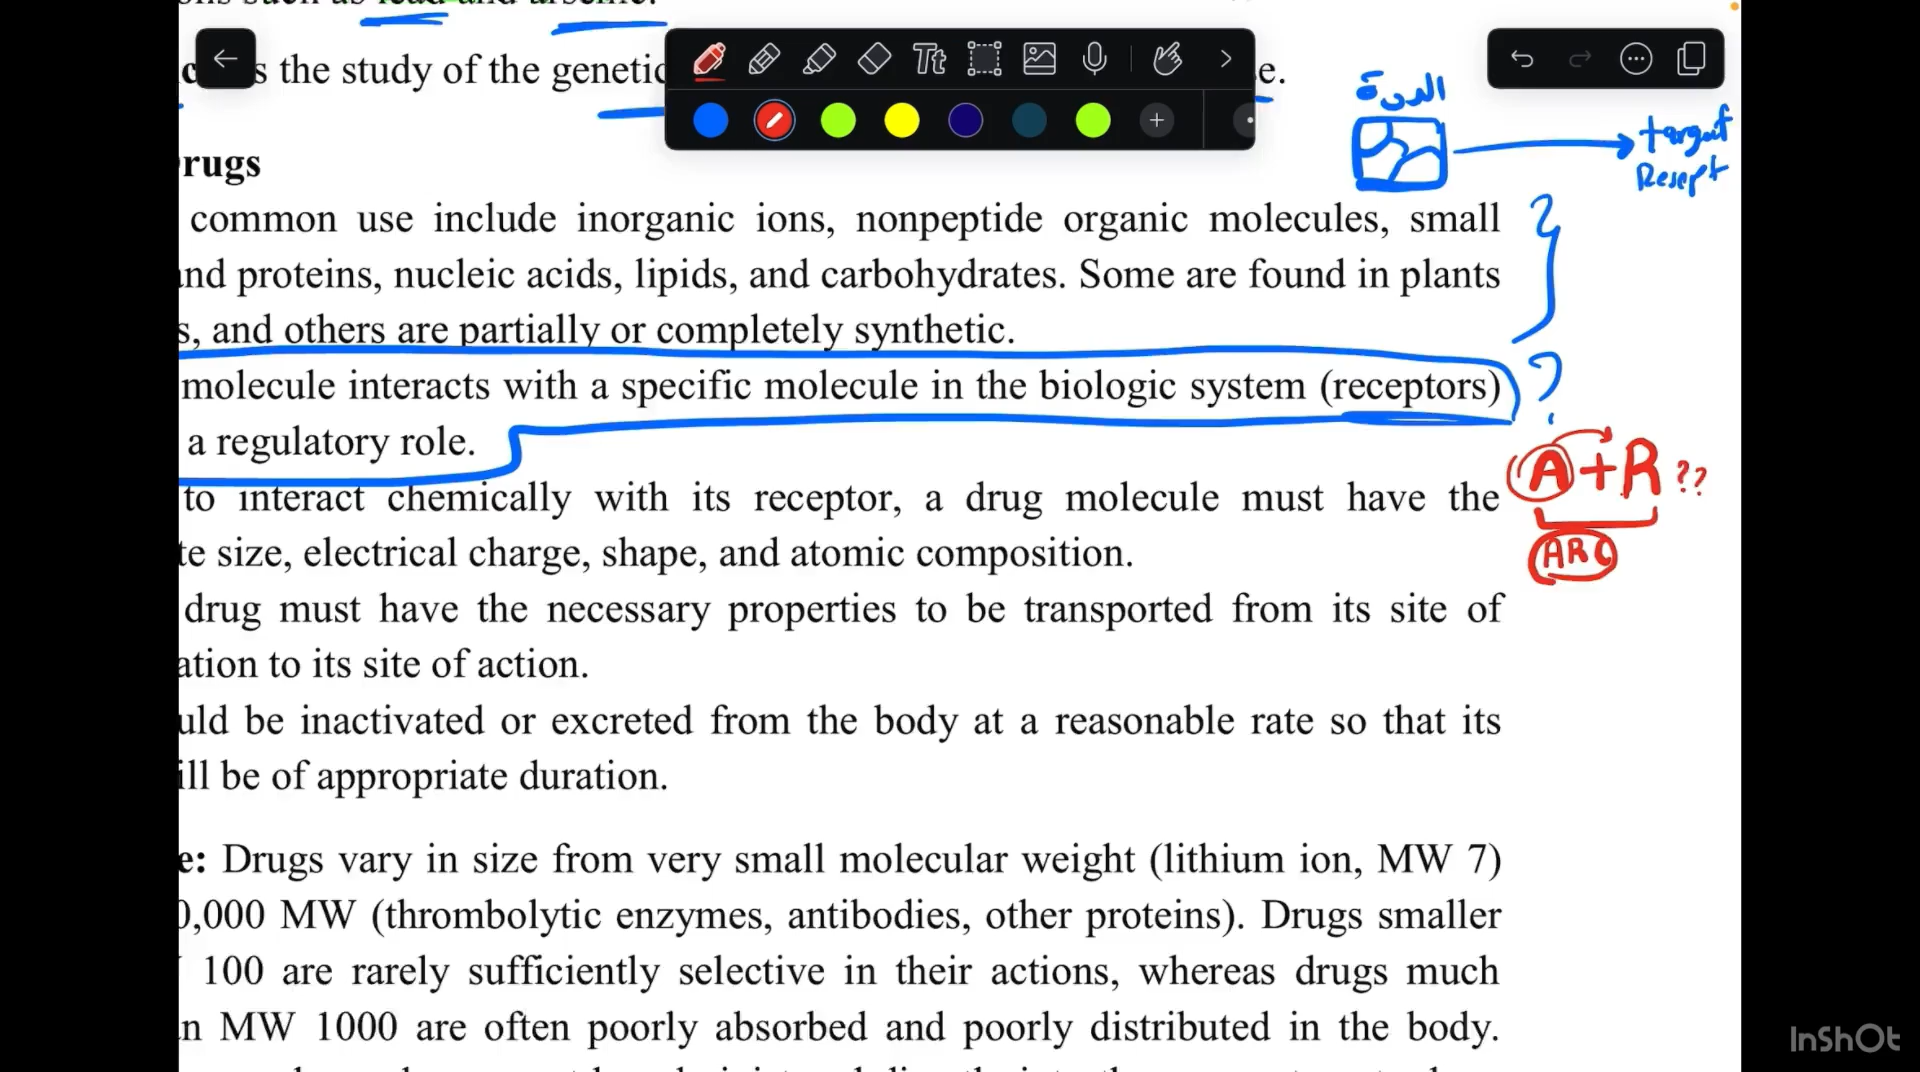 lead and arsenic.
s the study of the genetic
e.
rugs
common use include inorganic ions, nonpeptide organic molecules, small
and proteins, nucleic acids, lipids, and carbohydrates. Some are found in plants
s, and others are partially or completely synthetic.
molecule interacts with a specific molecule in the biologic system (receptors)
a regulatory role.
to interact chemically with its receptor, a drug molecule must have the
te size, electrical charge, shape, and atomic composition.
drug must have the necessary properties to be transported from its site of
ation to its site of action.
uld be inactivated or excreted from the body at a reasonable rate so that its
ill be of appropriate duration.
e: Drugs vary in size from very small molecular weight (lithium ion, MW 7)
0,000 MW (thrombolytic enzymes, antibodies, other proteins). Drugs smaller
100 are rarely sufficiently selective in their actions, whereas drugs much
n MW 1000 are often poorly absorbed and poorly distributed in the body.
Tt
target
Resept
?
A+R ??
ARC
InShOt